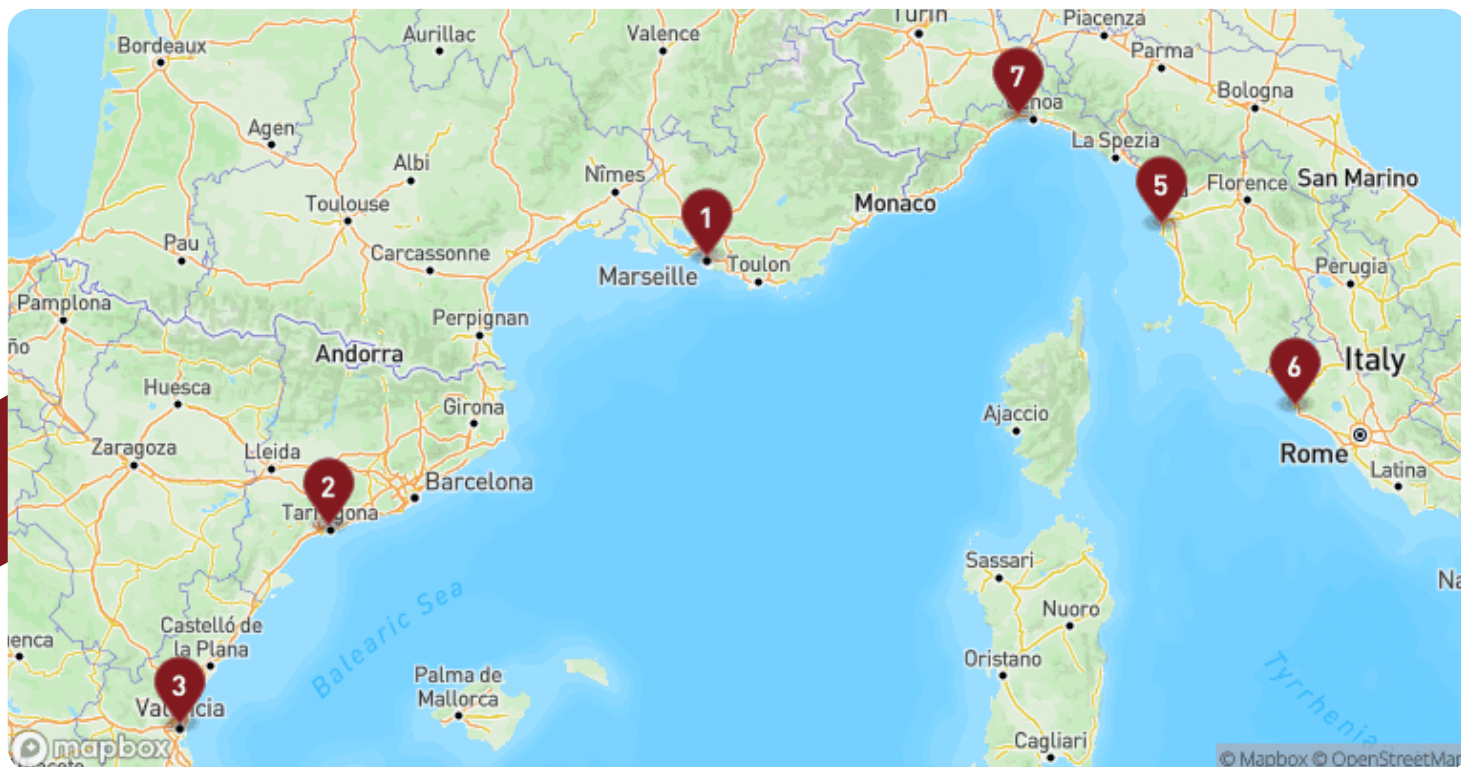 Turin
Piacenza
Bordeaux
Aurillac
Valence
Parma
7
Bologna
Agen
La Spezia
Albi
Nîmes
5
Florence
San Marino
Toulouse
Monaco
1
Pau
Carcassonne
Marseille
Toulon
Perugia
Pamplona
Perpignan
Andorra
Italy
6
Huesca
Girona
Ajaccio
Zaragoza
Lleida
Rome
Latina
2
Barcelona
Sassari
Balearic Sea
Nuoro
Castelló de
la Plana
Oristano
Palma de
Mallorca
3
Cagliari
mapbox
© Mapbox © OpenStreetMap